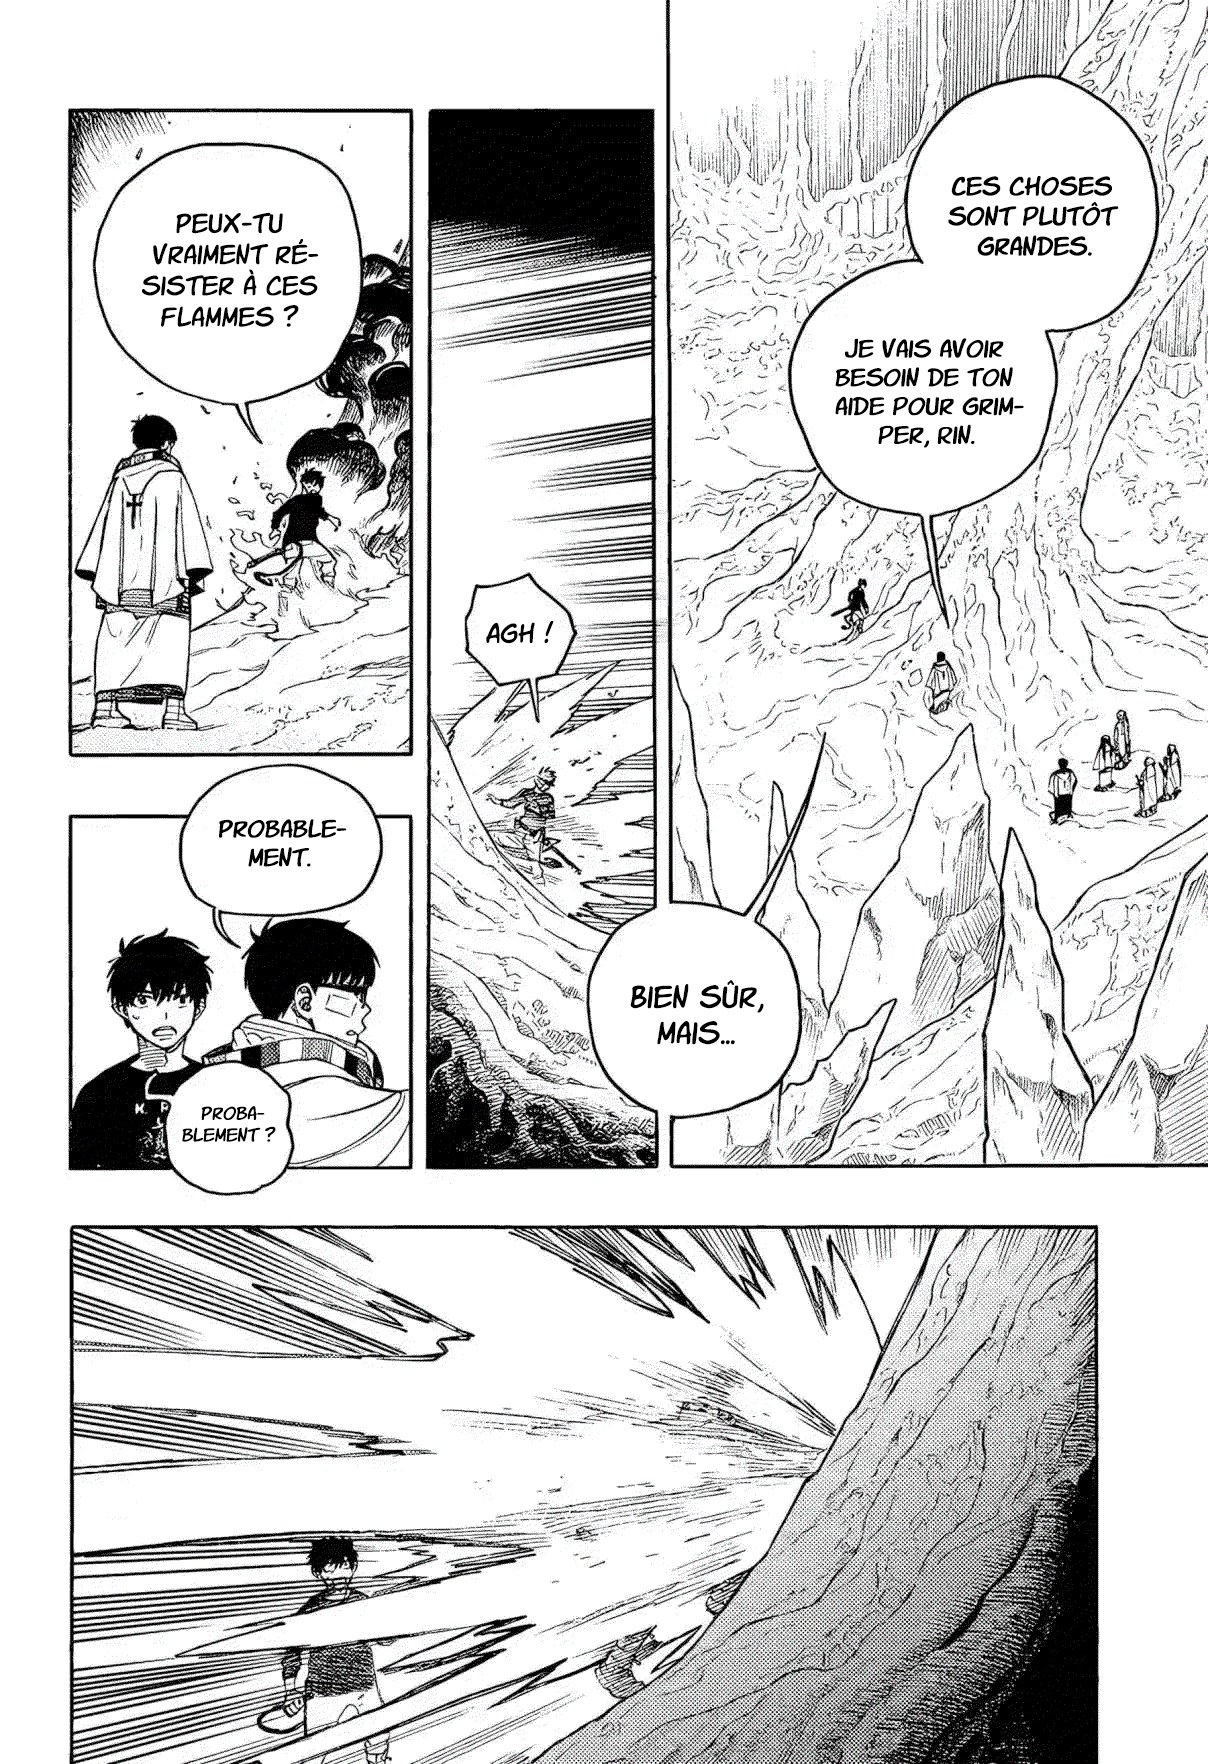 CES CHOSES
SONT PLUTÔT
GRANDES.
JE VAIS AVOIR
BESOIN DE TON
AIDE POUR GRIM-
PER, RIN.
BIEN SÛR,
MAIS...
AGH !
PEUX-TU
VRAIMENT RÉ-
SISTER À CES
FLAMMES ?
PROBABLE-
MENT.
PROBA-
BLEMENT ?